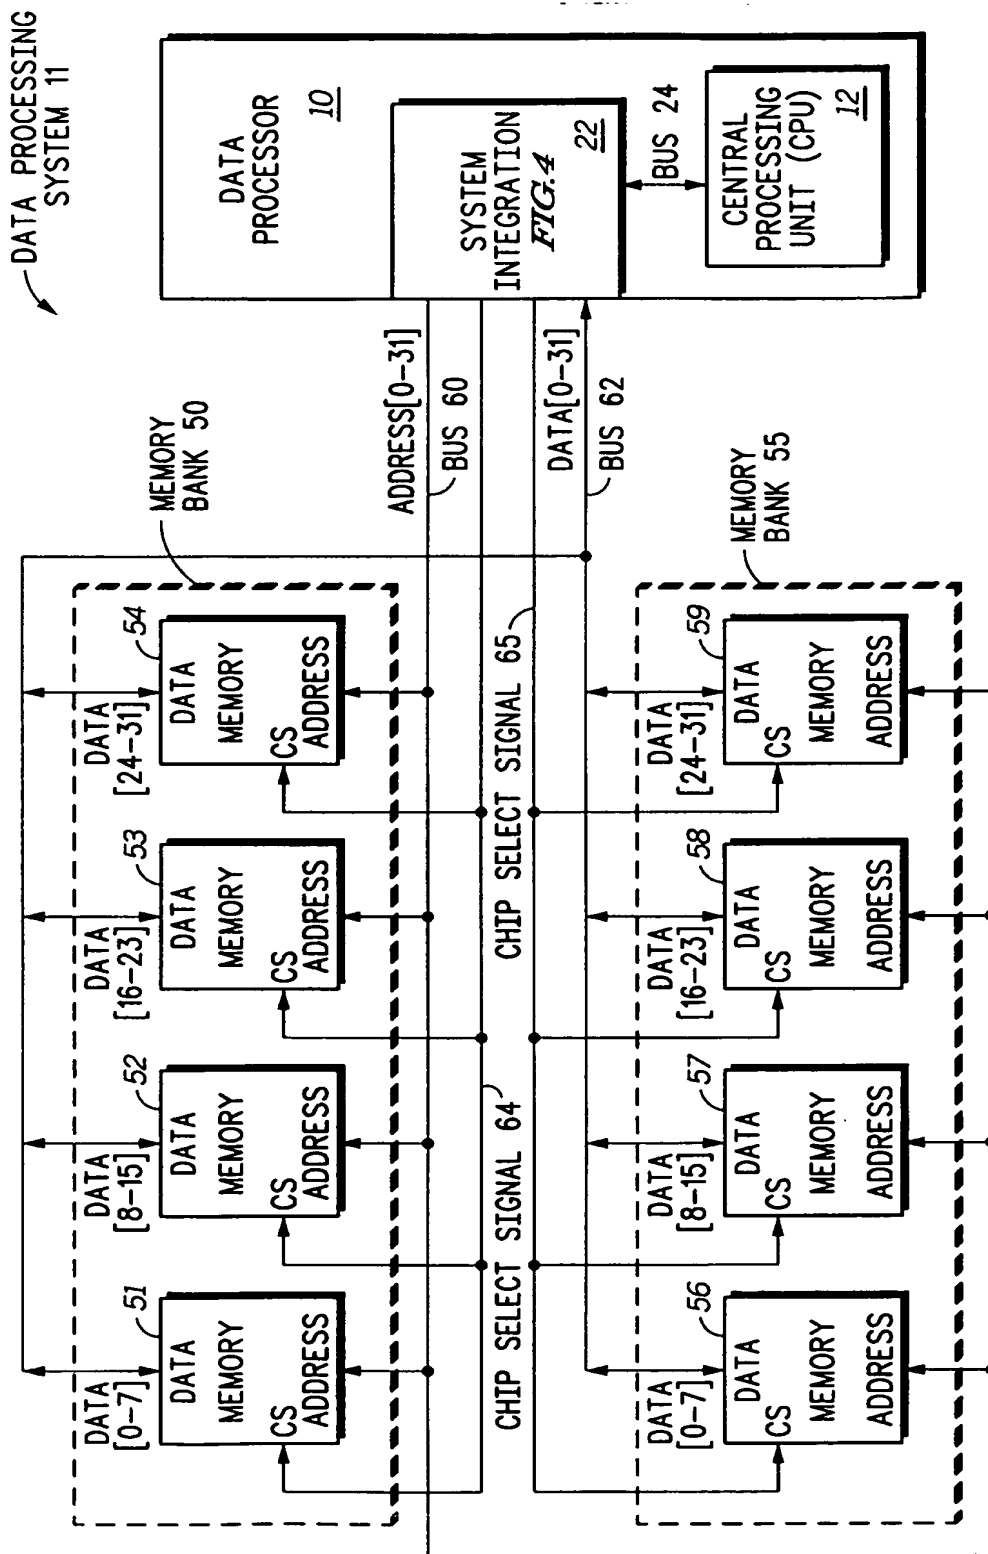 DATA PROCESSING
SYSTEM 11
DATA
PROCESSOR
10
SYSTEM
INTEGRATION
FIG.4
22
BUS 24
CENTRAL
PROCESSING
UNIT (CPU)
12
ADDRESS[0-31]
BUS 60
DATA[0-31]
BUS 62
MEMORY
BANK 50
MEMORY
BANK 55
CHIP SELECT SIGNAL 64
CHIP SELECT SIGNAL 65
DATA
[0-7]
51
DATA
MEMORY
CS
ADDRESS
DATA
[8-15]
52
DATA
MEMORY
CS
ADDRESS
DATA
[16-23]
53
DATA
MEMORY
CS
ADDRESS
DATA
[24-31]
54
DATA
MEMORY
CS
ADDRESS
DATA
[0-7]
56
DATA
CS
MEMORY
ADDRESS
DATA
[8-15]
57
DATA
CS
MEMORY
ADDRESS
DATA
[16-23]
58
DATA
CS
MEMORY
ADDRESS
DATA
[24-31]
59
DATA
CS
MEMORY
ADDRESS